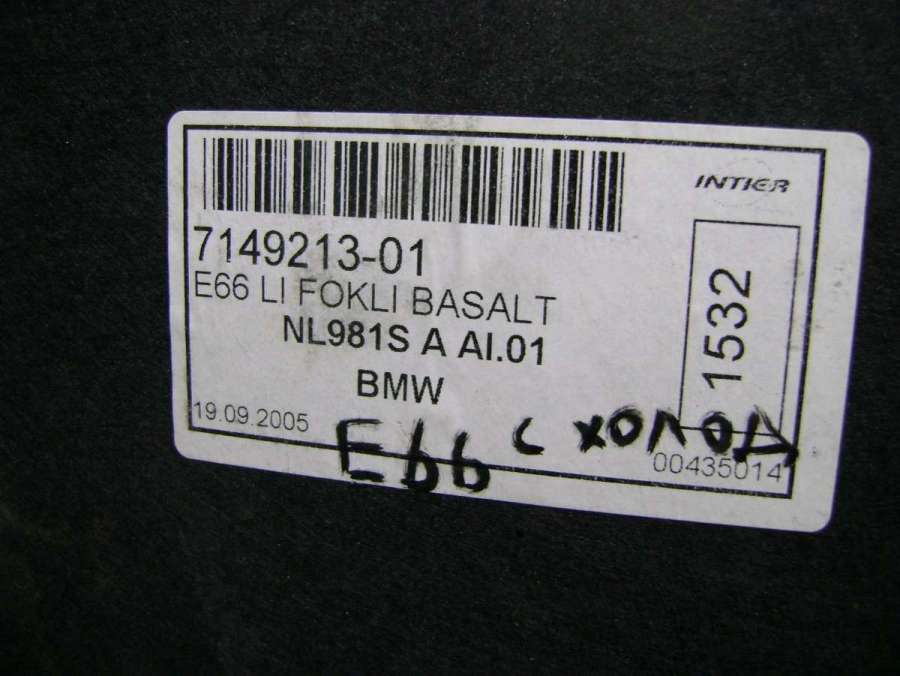 INTIER
7149213-01
E66 LI FOKLI BASALT
NL981S A AI.01
BMW
1532
19.09.2005
00435014
E66 с холод